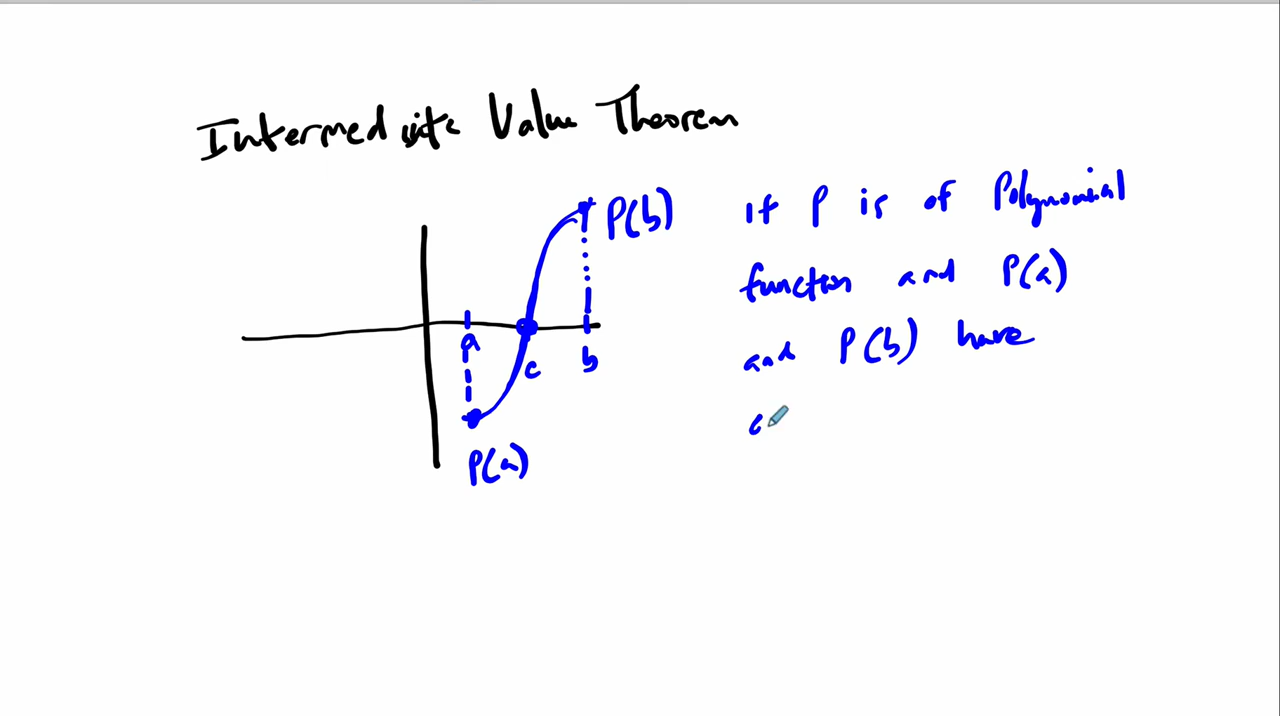 Intermediate Value Theorem
P(b)
If P is of Polynomial
function and P(a)
and P(b) have
a
c
b
P(a)